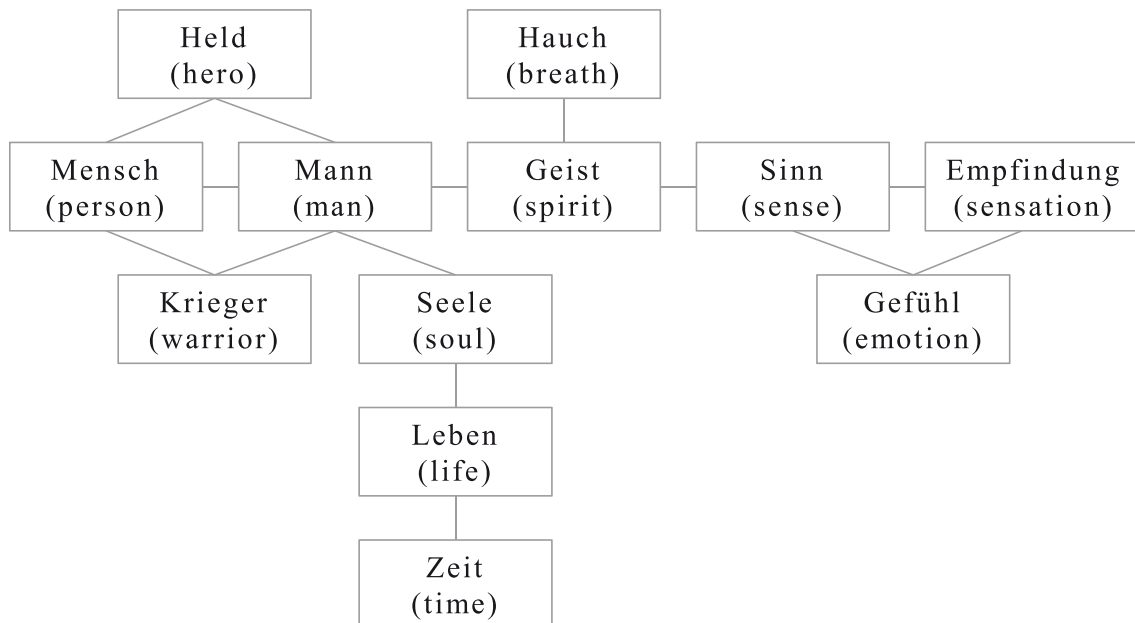 Held
(hero)
Hauch
(breath)
Mensch
(person)
Mann
(man)
Geist
(spirit)
Sinn
(sense)
Empfindung
(sensation)
Krieger
(warrior)
Seele
(soul)
Gefühl
(emotion)
Leben
(life)
Zeit
(time)